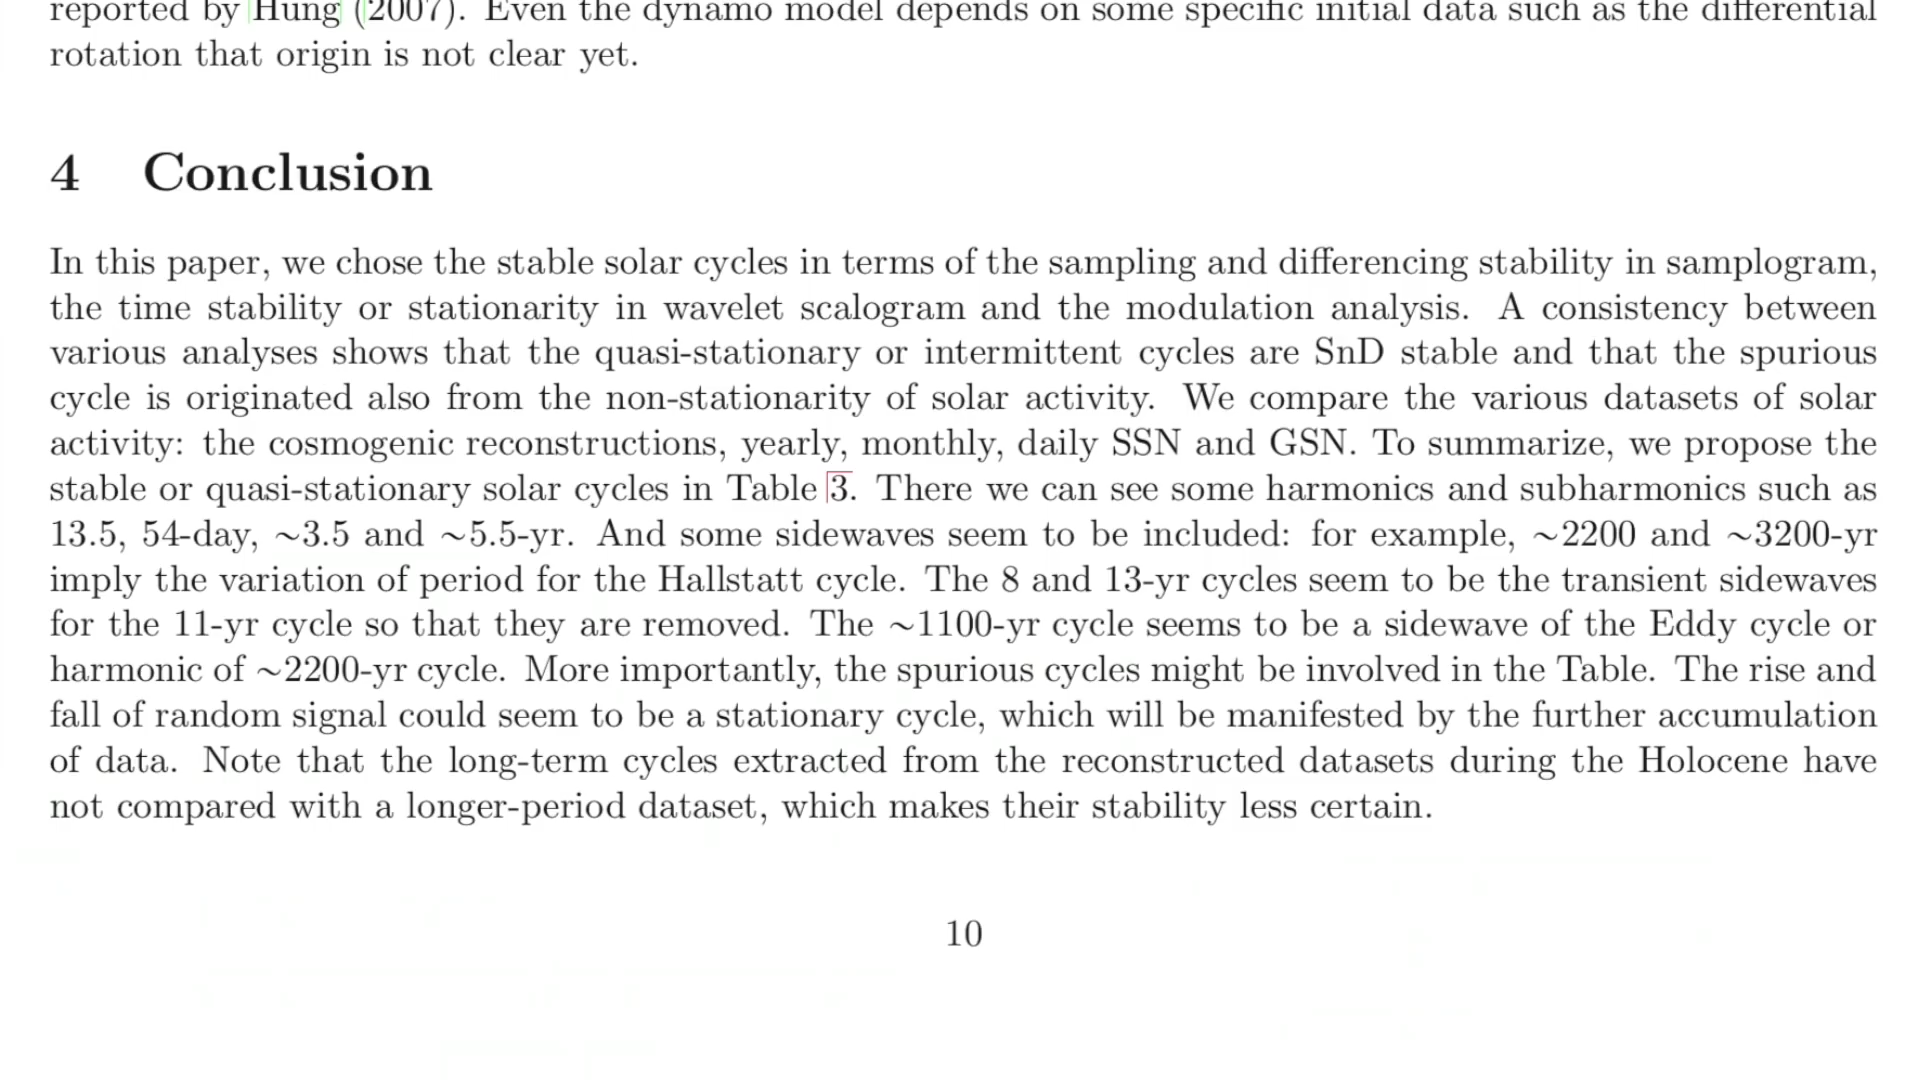 reported by Hung (2007). Even the dynamo model depends on some specific initial data such as the differential
rotation that origin is not clear yet.
4 Conclusion
In this paper, we chose the stable solar cycles in terms of the sampling and differencing stability in samplogram,
the time stability or stationarity in wavelet scalogram and the modulation analysis. A consistency between
various analyses shows that the quasi-stationary or intermittent cycles are SnD stable and that the spurious
cycle is originated also from the non-stationarity of solar activity. We compare the various datasets of solar
activity: the cosmogenic reconstructions, yearly, monthly, daily SSN and GSN. To summarize, we propose the
stable or quasi-stationary solar cycles in Table 3. There we can see some harmonics and subharmonics such as
13.5, 54-day, ∼3.5 and ∼5.5-yr. And some sidewaves seem to be included: for example, ∼2200 and ∼3200-yr
imply the variation of period for the Hallstatt cycle. The 8 and 13-yr cycles seem to be the transient sidewaves
for the 11-yr cycle so that they are removed. The ∼1100-yr cycle seems to be a sidewave of the Eddy cycle or
harmonic of ∼2200-yr cycle. More importantly, the spurious cycles might be involved in the Table. The rise and
fall of random signal could seem to be a stationary cycle, which will be manifested by the further accumulation
of data. Note that the long-term cycles extracted from the reconstructed datasets during the Holocene have
not compared with a longer-period dataset, which makes their stability less certain.
10